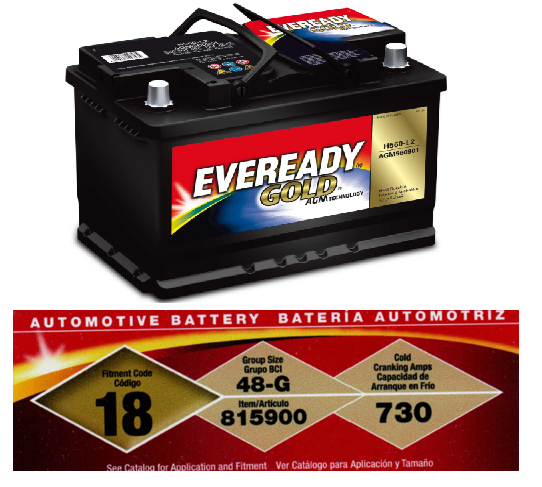 EVEREADY
GOLD
AGM TECHNOLOGY
H560-L2
AGM560901
AUTOMOTIVE BATTERY BATERÍA AUTOMOTRIZ
Fitment Code
Código
18
Group Size
Grupo BCI
48-G
Item/Artículo
815900
Cold
Cranking Amps
Capacidad de
Arranque en Frío
730
See Catalog for Application and Fitment Ver Catálogo para Aplicación y Tamaño